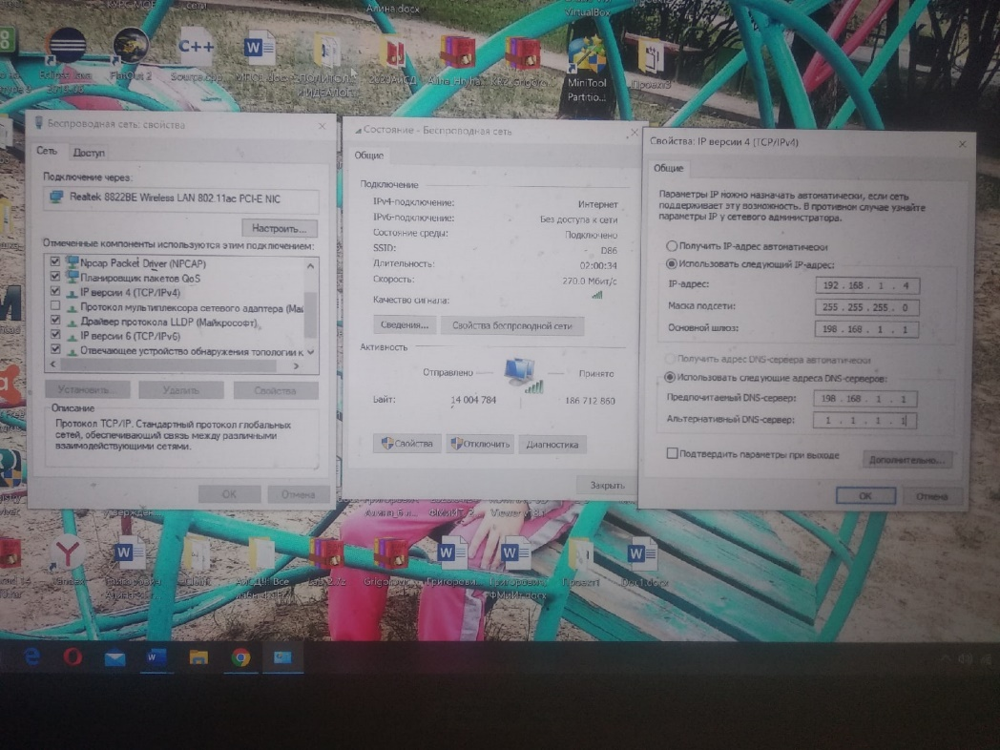 КУРС МОЕ
сети
Алина.docx
VirtualBox
C++
MiniTool
Partitio...
Беспроводная сеть: свойства
Сеть
Доступ
Подключение через:
Realtek 8822BE Wireless LAN 802.11ac PCI-E NIC
Настроить...
Отмеченные компоненты используются этим подключением:
Npcap Packet Driver (NPCAP)
Планировщик пакетов QoS
IP версии 4 (TCP/IPv4)
Протокол мультиплексора сетевого адаптера (Май
Драйвер протокола LLDP (Майкрософт)
IP версии 6 (TCP/IPv6)
Отвечающее устройство обнаружения топологии к
Установить...
Удалить
Свойства
Описание
Протокол TCP/IP. Стандартный протокол глобальных
сетей, обеспечивающий связь между различными
взаимодействующими сетями.
ОК
Отмена
Состояние - Беспроводная сеть
Общие
Подключение
IPv4-подключение: Интернет
IPv6-подключение: Без доступа к сети
Состояние среды: Подключено
SSID: D86
Длительность: 02:00:34
Скорость: 270.0 Мбит/с
Качество сигнала:
Сведения...
Свойства беспроводной сети
Активность
Отправлено
Принято
Байт: 14 004 784 186 712 860
Свойства
Отключить
Диагностика
Закрыть
Свойства: IP версии 4 (TCP/IPv4)
Общие
Параметры IP можно назначать автоматически, если сеть
поддерживает эту возможность. В противном случае узнайте
параметры IP у сетевого администратора.
Получить IP-адрес автоматически
Использовать следующий IP-адрес:
IP-адрес: 192 . 168 . 1 . 4
Маска подсети: 255 . 255 . 255 . 0
Основной шлюз: 198 . 168 . 1 . 1
Получить адрес DNS-сервера автоматически
Использовать следующие адреса DNS-серверов:
Предпочитаемый DNS-сервер: 198 . 168 . 1 . 1
Альтернативный DNS-сервер: 1 . 1 . 1 . 1
Подтвердить параметры при выходе
Дополнительно...
ОК
Отмена
Yandex
Doc1.docx